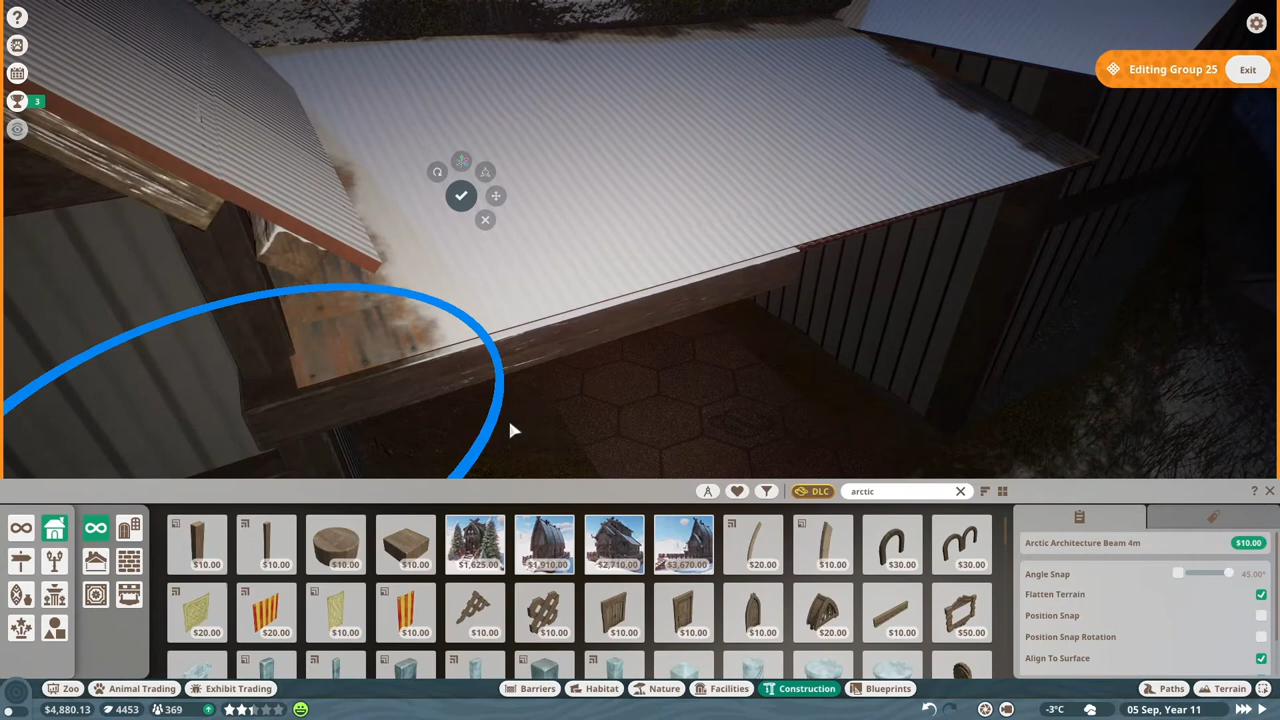 ?
Editing Group 25
Exit
3
DLC
arctic
?
$10.00
$10.00
$10.00
$10.00
$1,625.00
$1,910.00
$2,710.00
$3,670.00
$20.00
$10.00
$30.00
$30.00
Arctic Architecture Beam 4m
$10.00
Angle Snap
45.00°
Flatten Terrain
$20.00
$20.00
$10.00
$10.00
$10.00
$10.00
$10.00
$10.00
$10.00
$20.00
$10.00
$50.00
Position Snap
Position Snap Rotation
Align To Surface
Zoo
Animal Trading
Exhibit Trading
Barriers
Habitat
Nature
Facilities
Construction
Blueprints
Paths
Terrain
$4,880.13
4453
369
-3°C
05 Sep, Year 11